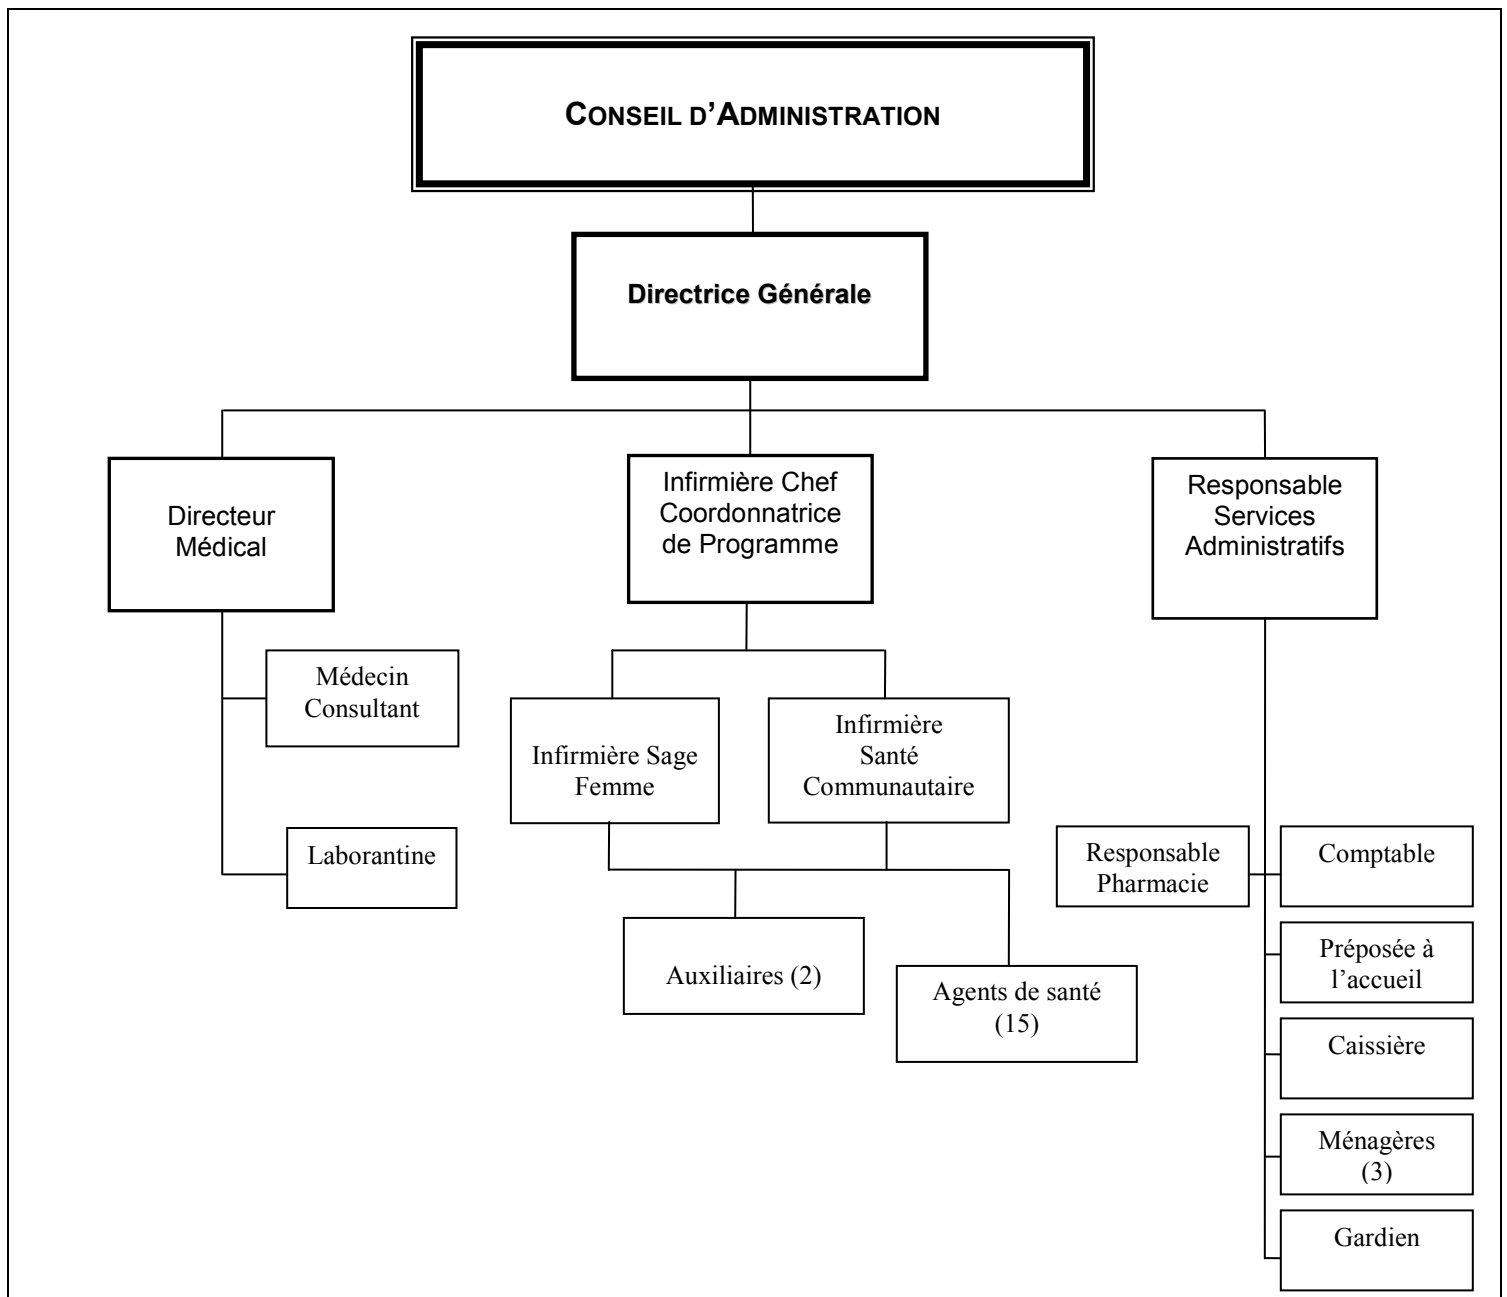 CONSEIL D’ADMINISTRATION
Directrice Générale
Directeur
Médical
Infirmière Chef
Coordonnatrice
de Programme
Responsable
Services
Administratifs
Médecin
Consultant
Laborantine
Infirmière Sage
Femme
Infirmière
Santé
Communautaire
Auxiliaires (2)
Agents de santé
(15)
Responsable
Pharmacie
Comptable
Préposée à
l’accueil
Caissière
Ménagères
(3)
Gardien